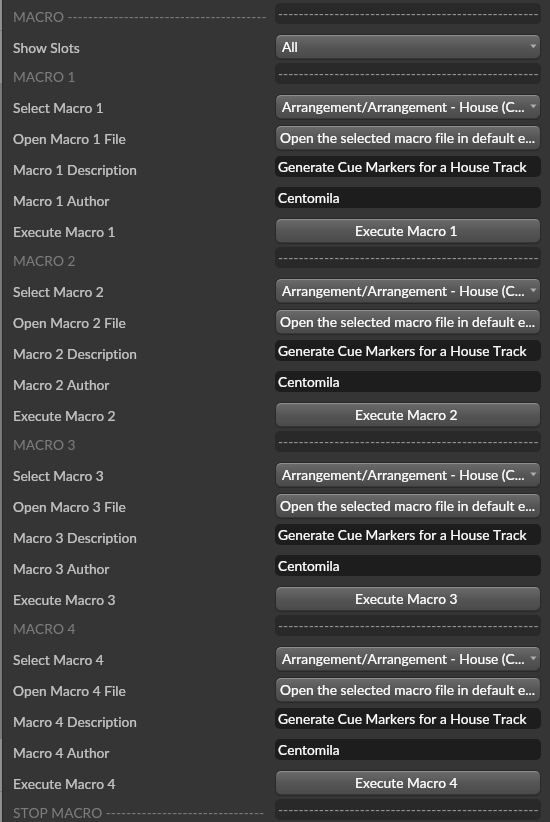 MACRO --------------------------------- --------------------------------------------
Show Slots All
MACRO 1 --------------------------------------------
Select Macro 1 Arrangement/Arrangement - House (C...
Open Macro 1 File Open the selected macro file in default e...
Macro 1 Description Generate Cue Markers for a House Track
Macro 1 Author Centomila
Execute Macro 1 Execute Macro 1
MACRO 2 --------------------------------------------
Select Macro 2 Arrangement/Arrangement - House (C...
Open Macro 2 File Open the selected macro file in default e...
Macro 2 Description Generate Cue Markers for a House Track
Macro 2 Author Centomila
Execute Macro 2 Execute Macro 2
MACRO 3 --------------------------------------------
Select Macro 3 Arrangement/Arrangement - House (C...
Open Macro 3 File Open the selected macro file in default e...
Macro 3 Description Generate Cue Markers for a House Track
Macro 3 Author Centomila
Execute Macro 3 Execute Macro 3
MACRO 4 --------------------------------------------
Select Macro 4 Arrangement/Arrangement - House (C...
Open Macro 4 File Open the selected macro file in default e...
Macro 4 Description Generate Cue Markers for a House Track
Macro 4 Author Centomila
Execute Macro 4 Execute Macro 4
STOP MACRO -------------------------- --------------------------------------------